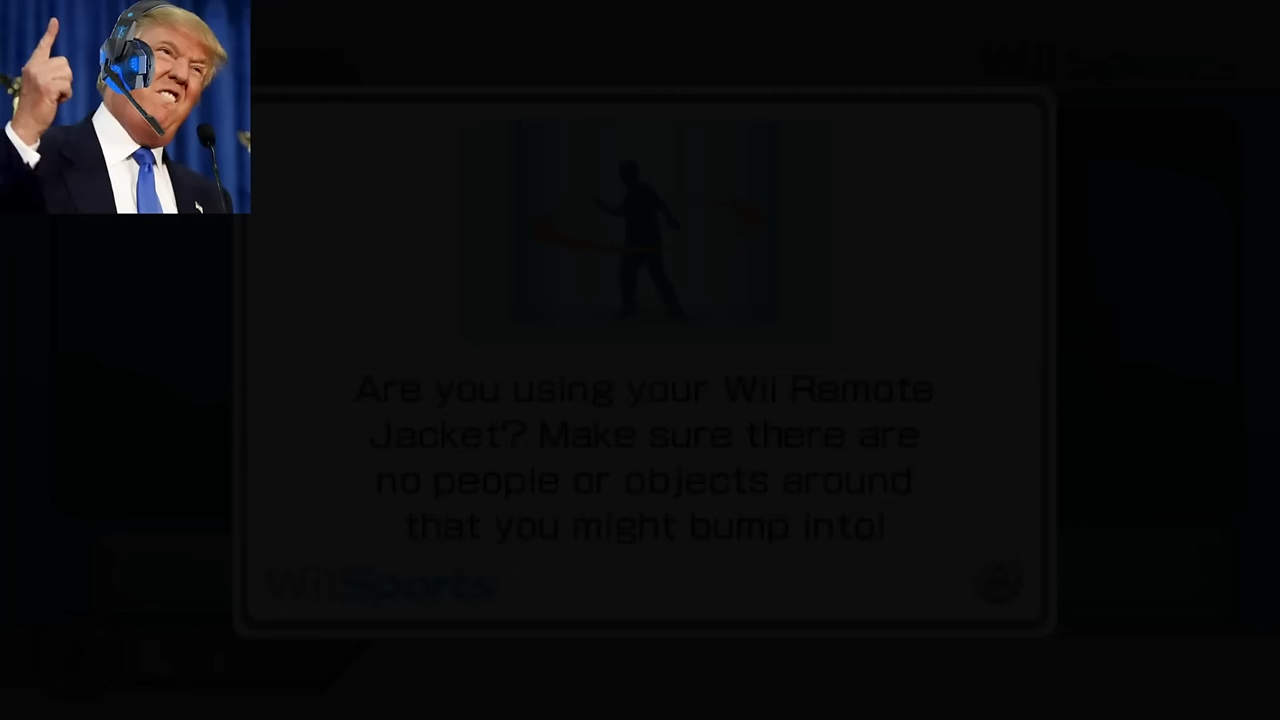 Wii
Are you using your Wii Remote
Jacket? Make sure there are
no people or objects around
that you might bump into!
WiiSports